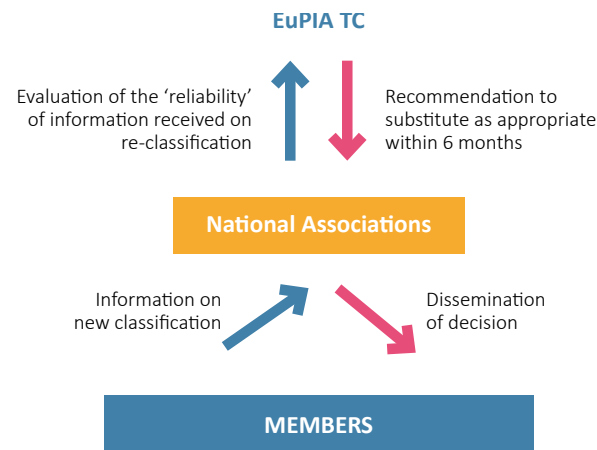 EuPIA TC
Evaluation of the ‘reliability’
of information received on
re-classification
Recommendation to
substitute as appropriate
within 6 months
National Associations
Information on
new classification
Dissemination
of decision
MEMBERS